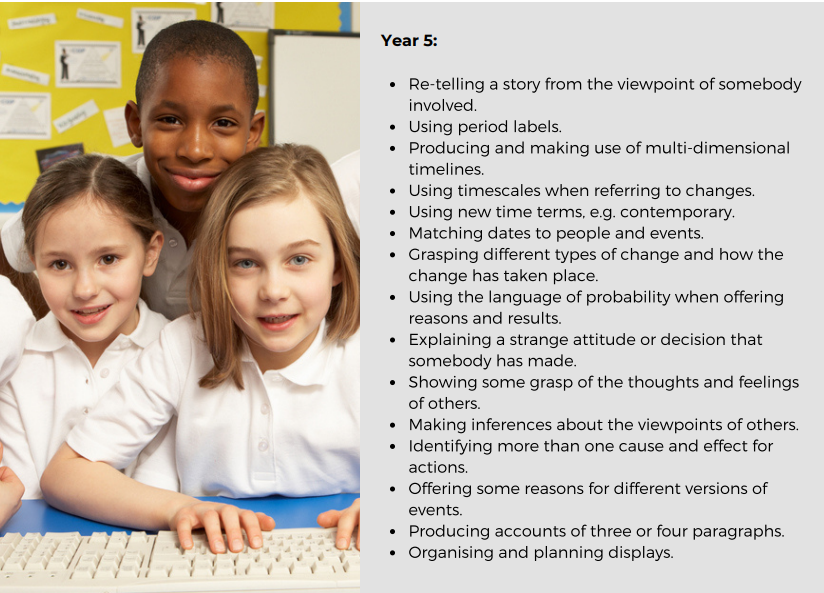 Year 5:
• Re-telling a story from the viewpoint of somebody
involved.
• Using period labels.
• Producing and making use of multi-dimensional
timelines.
• Using timescales when referring to changes.
• Using new time terms, e.g. contemporary.
• Matching dates to people and events.
• Grasping different types of change and how the
change has taken place.
• Using the language of probability when offering
reasons and results.
• Explaining a strange attitude or decision that
somebody has made.
• Showing some grasp of the thoughts and feelings
of others.
• Making inferences about the viewpoints of others.
• Identifying more than one cause and effect for
actions.
• Offering some reasons for different versions of
events.
• Producing accounts of three or four paragraphs.
• Organising and planning displays.